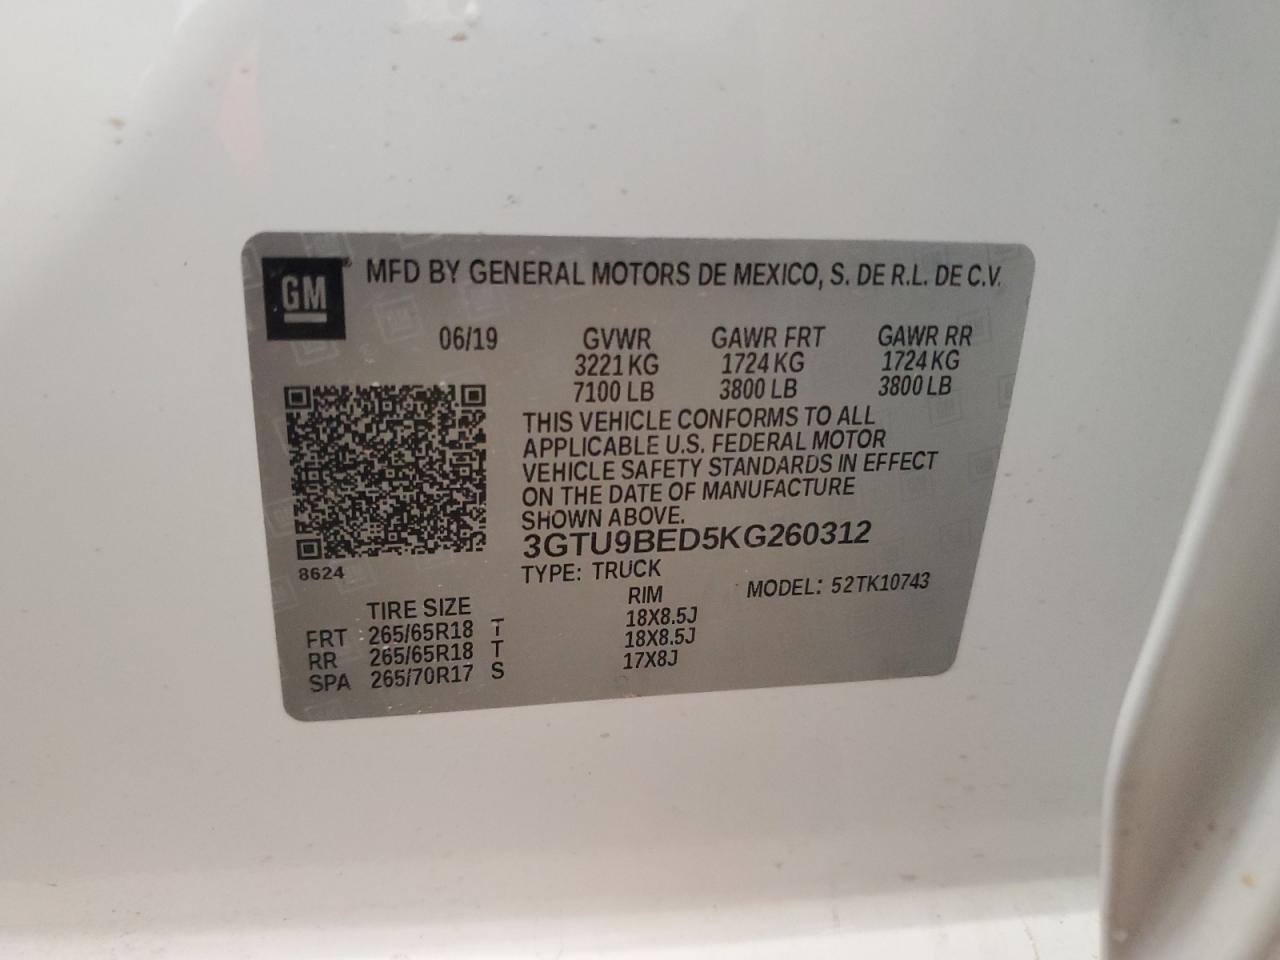 GM® MFD BY GENERAL MOTORS DE MEXICO, S. DE R.L. DE C.V.
06/19 GVWR GAWR FRT GAWR RR
3221 KG 1724 KG 1724 KG
7100 LB 3800 LB 3800 LB
THIS VEHICLE CONFORMS TO ALL
APPLICABLE U.S. FEDERAL MOTOR
VEHICLE SAFETY STANDARDS IN EFFECT
ON THE DATE OF MANUFACTURE
SHOWN ABOVE.
3GTU9BED5KG260312
8624 TYPE: TRUCK MODEL: 52TK10743
TIRE SIZE RIM
FRT 265/65R18 T 18X8.5J
RR 265/65R18 T 18X8.5J
SPA 265/70R17 S 17X8J